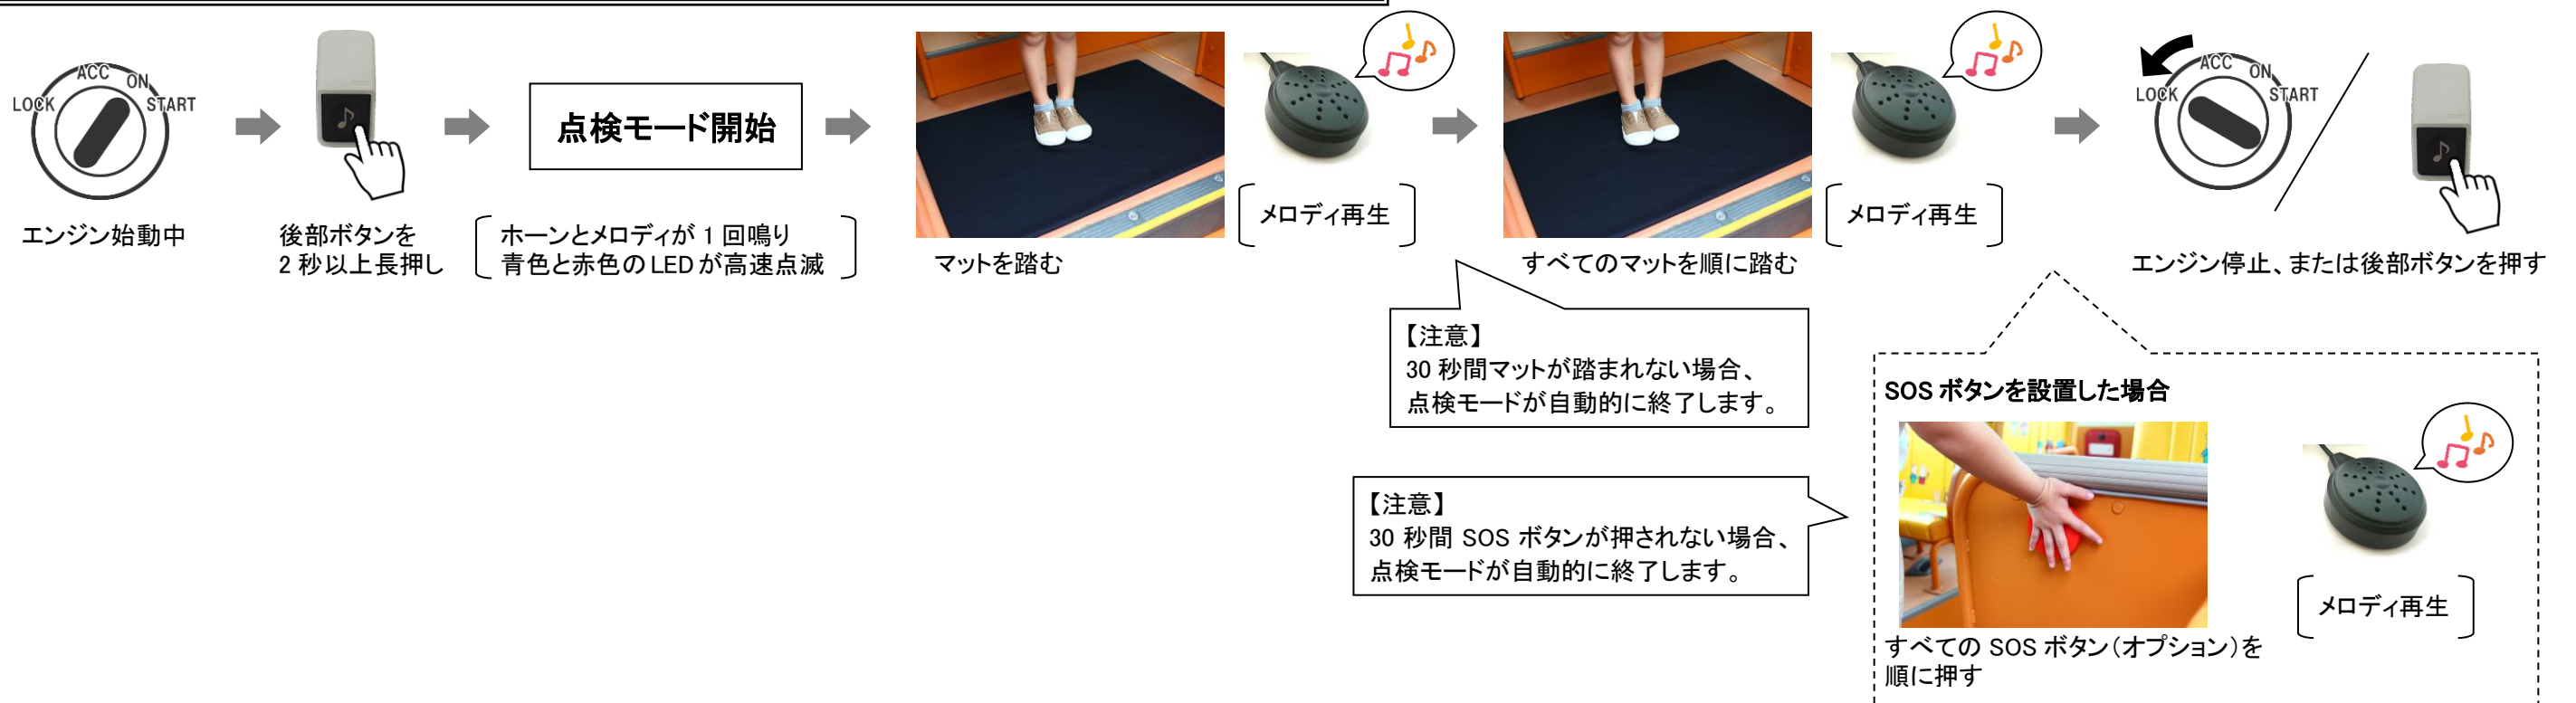 LOCK
ACC
ON
START
エンジン始動中
後部ボタンを
2 秒以上長押し
点検モード開始
ホーンとメロディが 1 回鳴り
青色と赤色の LED が高速点滅
マットを踏む
メロディ再生
【注意】
30 秒間マットが踏まれない場合、
点検モードが自動的に終了します。
すべてのマットを順に踏む
メロディ再生
LOCK
ACC
ON
START
エンジン停止、または後部ボタンを押す
【注意】
30 秒間 SOS ボタンが押されない場合、
点検モードが自動的に終了します。
SOS ボタンを設置した場合
すべての SOS ボタン（オプション）を
順に押す
メロディ再生